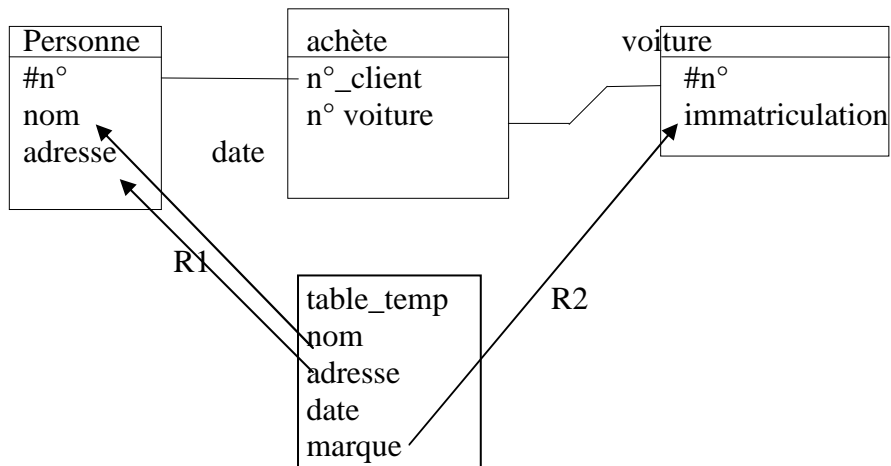 Personne
#n°
nom
adresse
achète
n°_client
n° voiture
date
voiture
#n°
immatriculation
R1
R2
table_temp
nom
adresse
date
marque